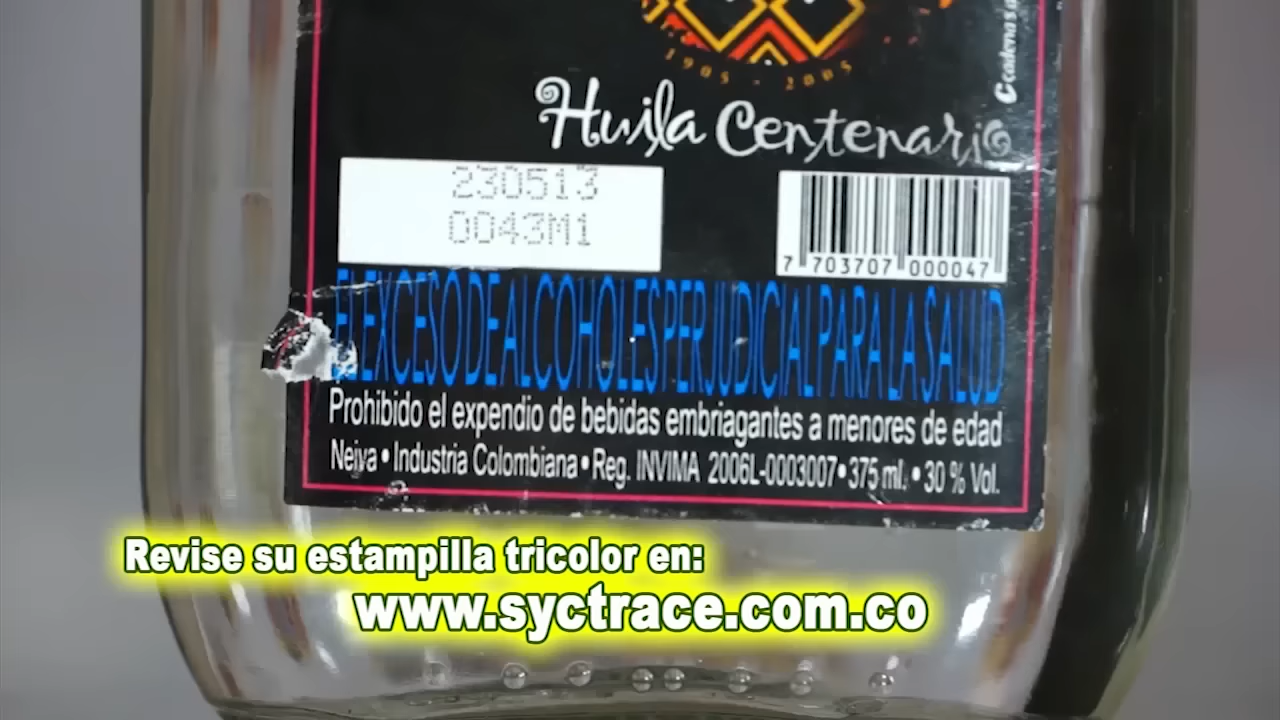 1905 - 2005
Huila Centenario
230513
0043M1
7 703707 000047
EL EXCESO DE ALCOHOL ES PERJUDICIAL PARA LA SALUD
Prohibido el expendio de bebidas embriagantes a menores de edad
Neiva • Industria Colombiana • Reg. INVIMA 2006L-0003007 • 375 ml. • 30 % Vol.
Revise su estampilla tricolor en:
www.syctrace.com.co